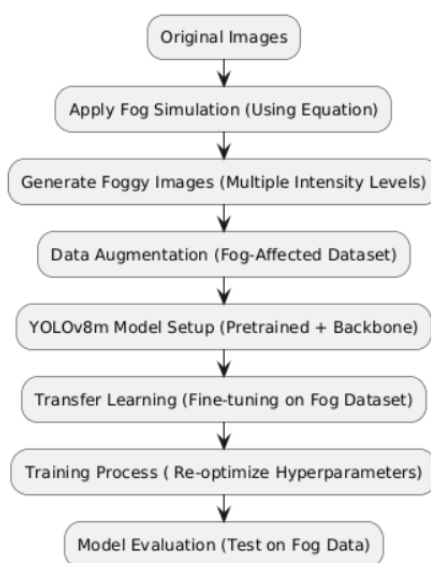 Original Images
Apply Fog Simulation (Using Equation)
Generate Foggy Images (Multiple Intensity Levels)
Data Augmentation (Fog-Affected Dataset)
YOLOv8m Model Setup (Pretrained + Backbone)
Transfer Learning (Fine-tuning on Fog Dataset)
Training Process ( Re-optimize Hyperparameters)
Model Evaluation (Test on Fog Data)